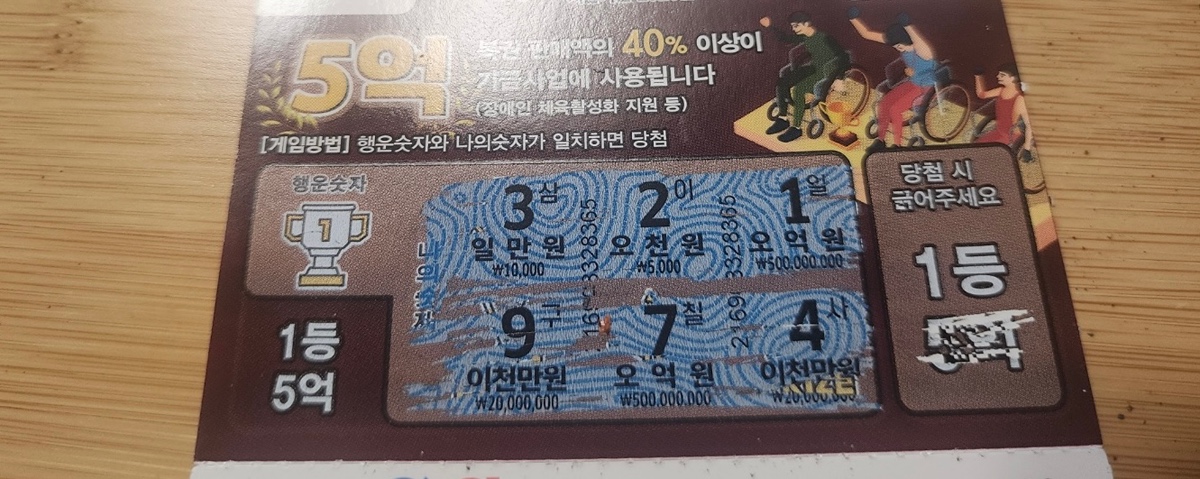 5억
복권 판매액의 40% 이상이
기금사업에 사용됩니다
(장애인 체육활성화 지원 등)
[게임방법] 행운숫자와 나의숫자가 일치하면 당첨
행운숫자
1
1등
5억
나의숫자
3 삼 2 이 1 일
일만원 오천원 오억원
₩10,000 ₩5,000 ₩500,000,000
3328365 3328365
9 구 7 칠 4 사
이천만원 오억원 이천만원
₩20,000,000 ₩500,000,000 ₩20,000,000
당첨 시
긁어주세요
1등